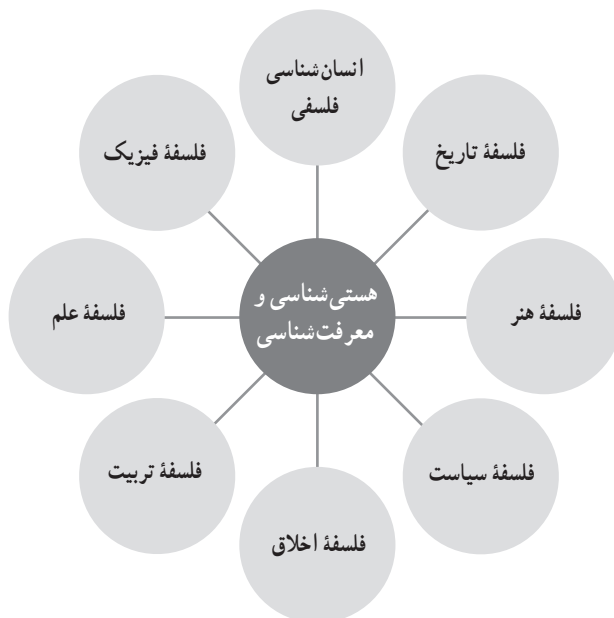 انسان‌شناسی
فلسفی
فلسفهٔ تاریخ
فلسفهٔ هنر
فلسفهٔ سیاست
فلسفهٔ اخلاق
فلسفهٔ تربیت
فلسفهٔ علم
فلسفهٔ فیزیک
هستی‌شناسی و
معرفت‌شناسی